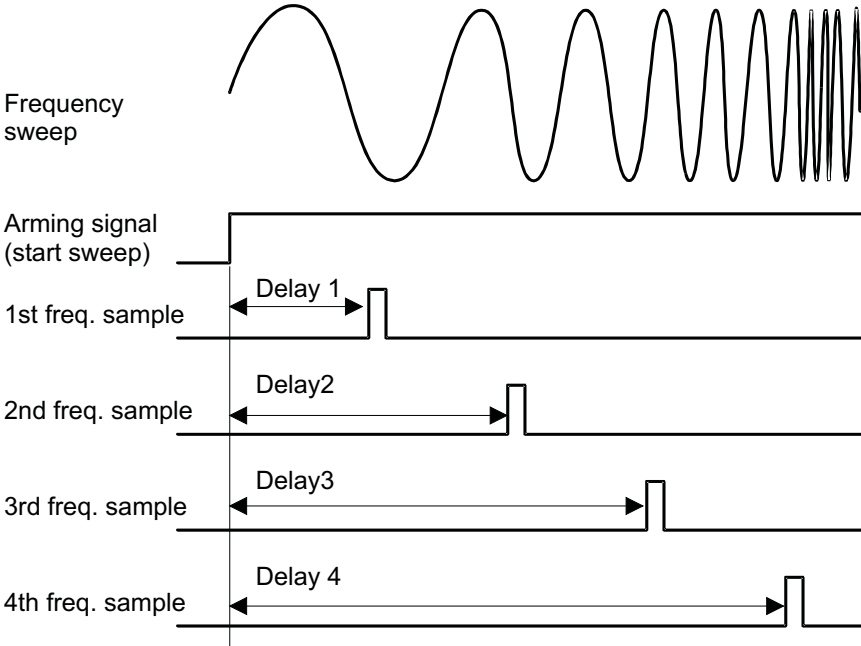 Frequency
sweep
Arming signal
(start sweep)
Delay 1
1st freq. sample
Delay2
2nd freq. sample
Delay3
3rd freq. sample
Delay 4
4th freq. sample